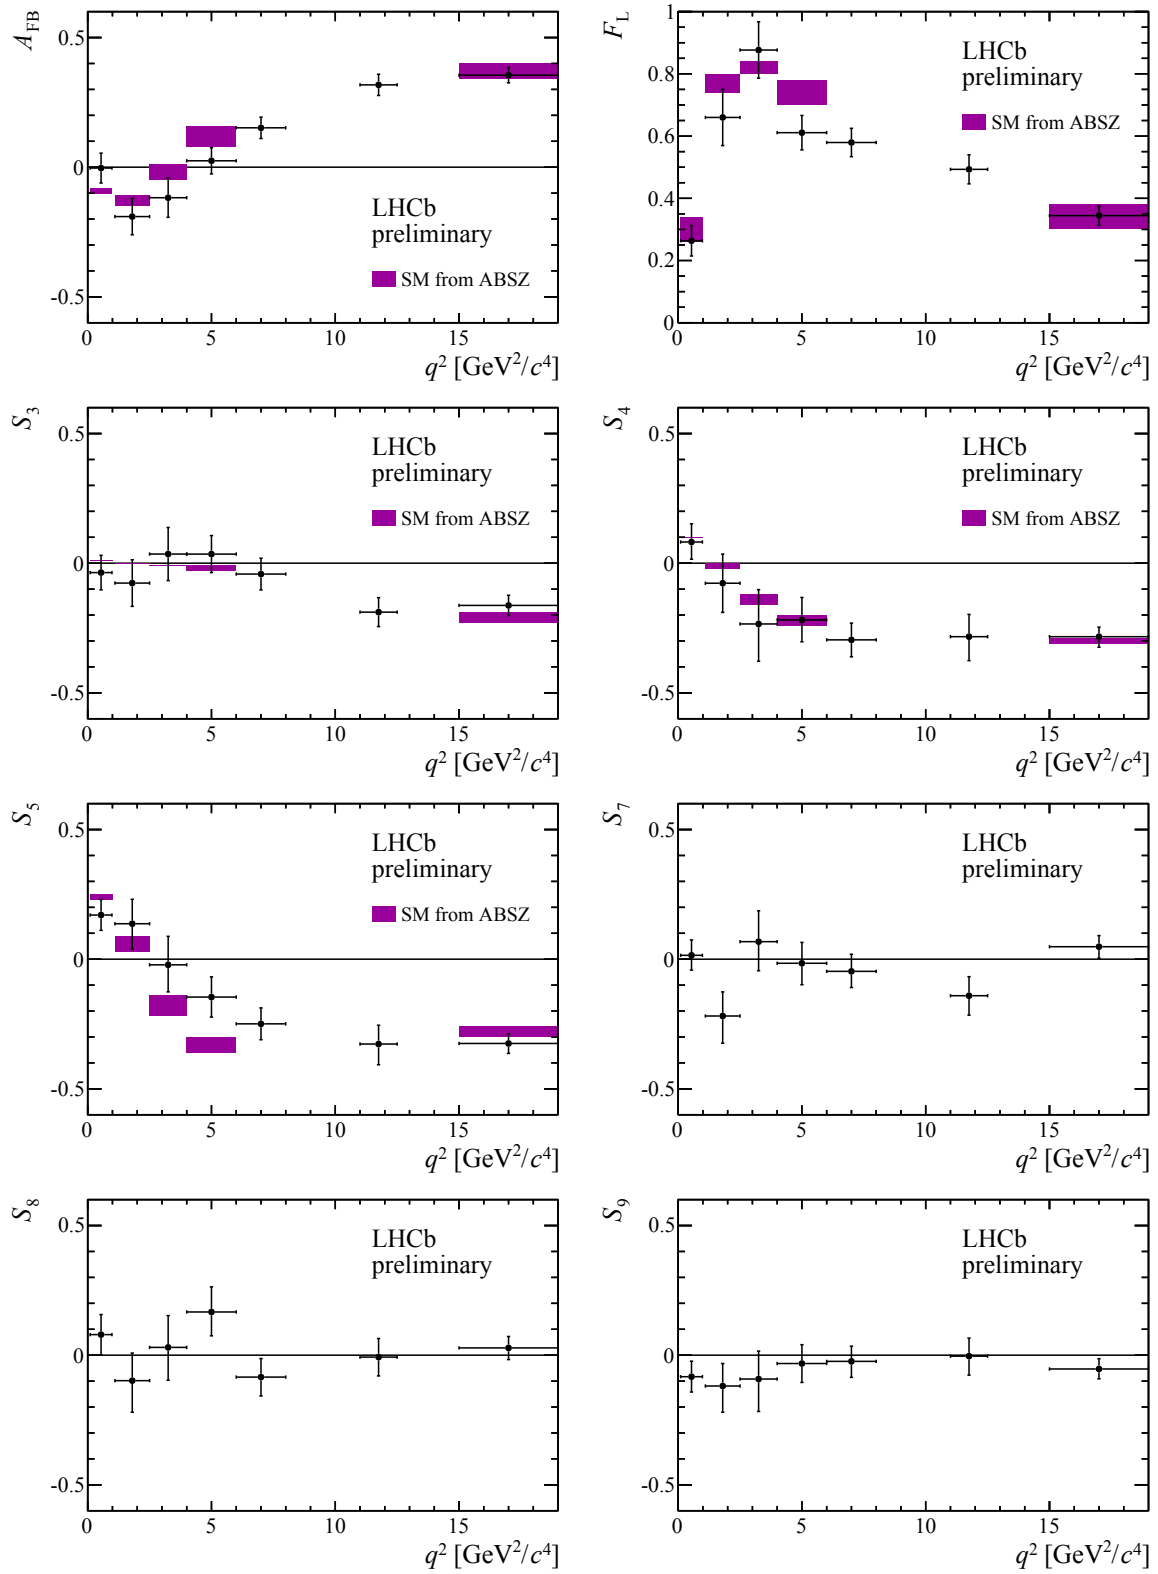 A_FB
0.5
0
-0.5
LHCb
preliminary
SM from ABSZ
0 5 10 15
q² [GeV²/c⁴]
F_L
1
0.8
0.6
0.4
0.2
0
LHCb
preliminary
SM from ABSZ
0 5 10 15
q² [GeV²/c⁴]
S₃
0.5
0
-0.5
LHCb
preliminary
SM from ABSZ
0 5 10 15
q² [GeV²/c⁴]
S₄
0.5
0
-0.5
LHCb
preliminary
SM from ABSZ
0 5 10 15
q² [GeV²/c⁴]
S₅
0.5
0
-0.5
LHCb
preliminary
SM from ABSZ
0 5 10 15
q² [GeV²/c⁴]
S₇
0.5
0
-0.5
LHCb
preliminary
0 5 10 15
q² [GeV²/c⁴]
S₈
0.5
0
-0.5
LHCb
preliminary
0 5 10 15
q² [GeV²/c⁴]
S₉
0.5
0
-0.5
LHCb
preliminary
0 5 10 15
q² [GeV²/c⁴]